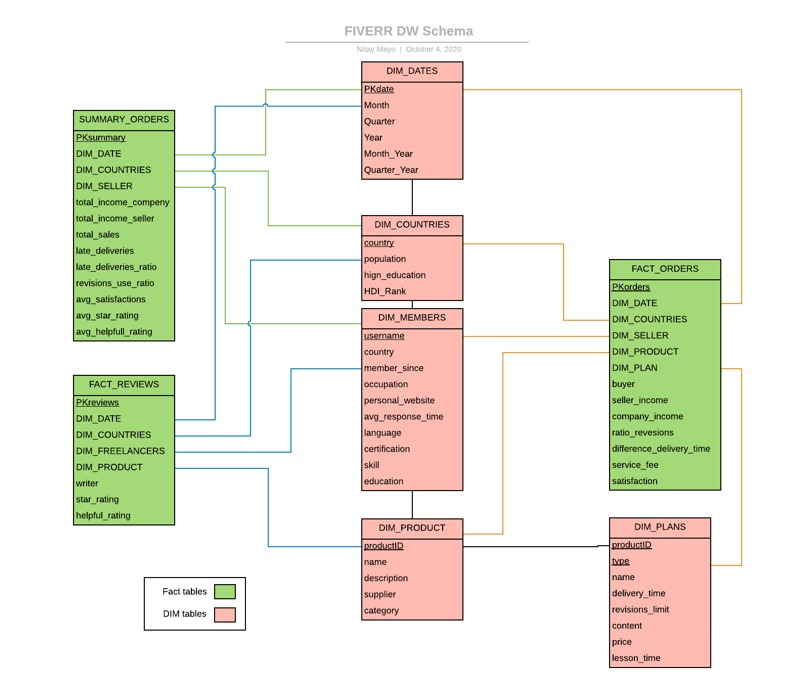 FIVERR DW Schema
Nitay Mayo | October 4, 2020
DIM_DATES
PKdate
Month
Quarter
Year
Month_Year
Quarter_Year
SUMMARY_ORDERS
PKsummary
DIM_DATE
DIM_COUNTRIES
DIM_SELLER
total_income_compeny
total_income_seller
total_sales
late_deliveries
late_deliveries_ratio
revisions_use_ratio
avg_satisfactions
avg_star_rating
avg_helpfull_rating
DIM_COUNTRIES
country
population
hign_education
HDI_Rank
FACT_ORDERS
PKorders
DIM_DATE
DIM_COUNTRIES
DIM_SELLER
DIM_PRODUCT
DIM_PLAN
buyer
seller_income
company_income
ratio_revesions
difference_delivery_time
service_fee
satisfaction
DIM_MEMBERS
username
country
member_since
occupation
personal_website
avg_response_time
language
certification
skill
education
FACT_REVIEWS
PKreviews
DIM_DATE
DIM_COUNTRIES
DIM_FREELANCERS
DIM_PRODUCT
writer
star_rating
helpful_rating
DIM_PRODUCT
productID
name
description
supplier
category
DIM_PLANS
productID
type
name
delivery_time
revisions_limit
content
price
lesson_time
Fact tables
DIM tables